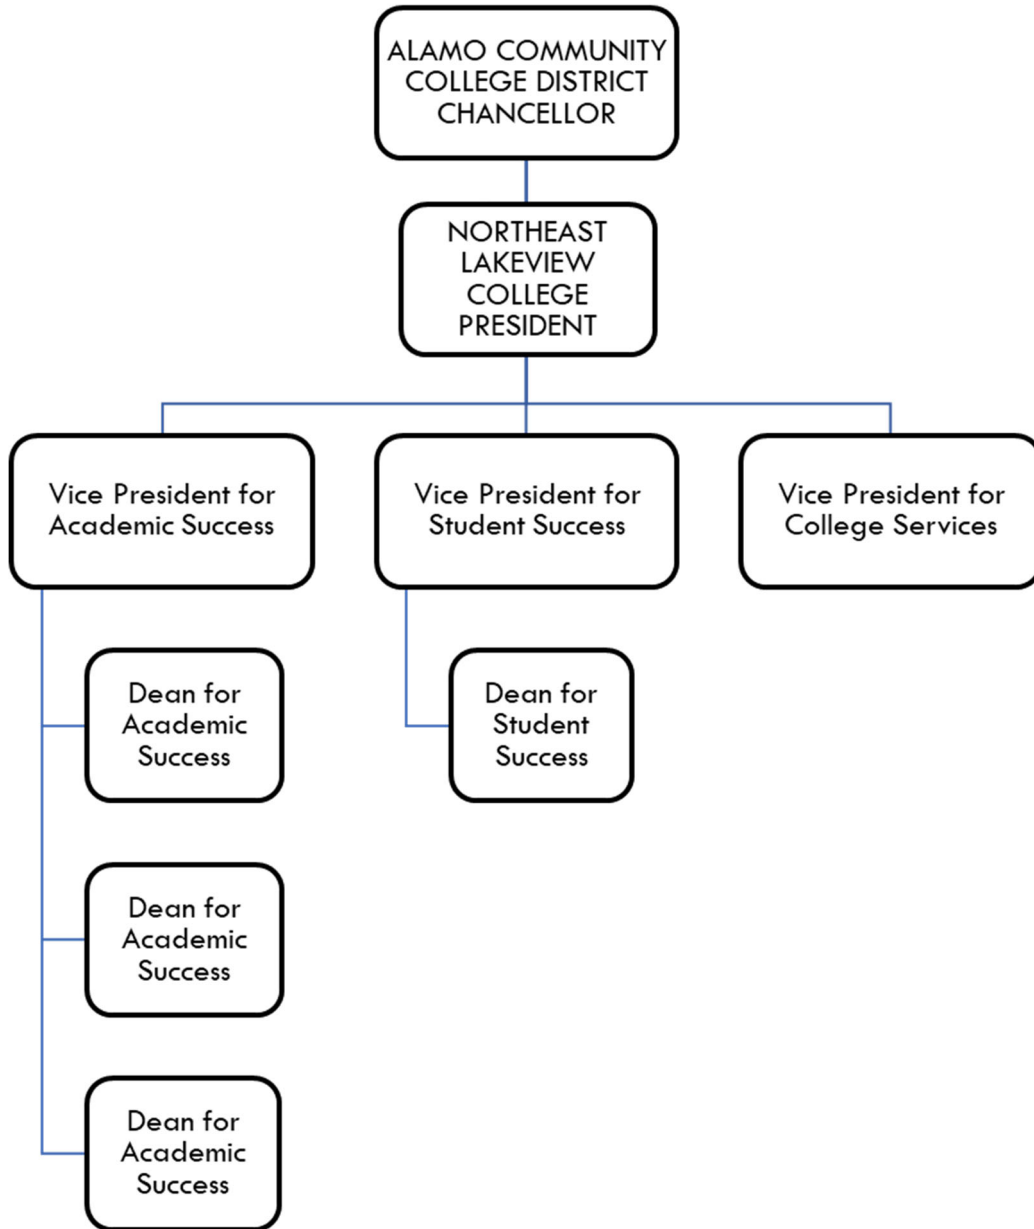 ALAMO COMMUNITY
COLLEGE DISTRICT
CHANCELLOR
NORTHEAST
LAKEVIEW
COLLEGE
PRESIDENT
Vice President for
Academic Success
Vice President for
Student Success
Vice President for
College Services
Dean for
Academic
Success
Dean for
Student
Success
Dean for
Academic
Success
Dean for
Academic
Success